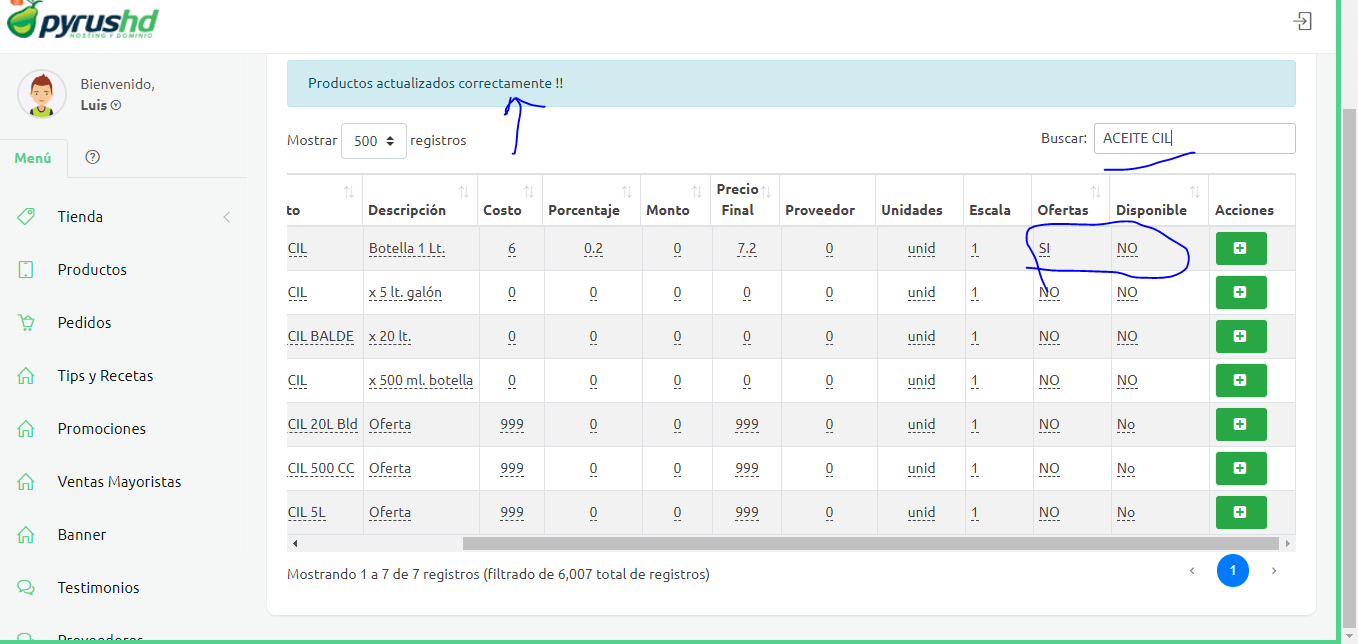 pyrushd
HOSTING Y DOMINIO
Bienvenido,
Luis
Menú
Tienda
Productos
Pedidos
Tips y Recetas
Promociones
Ventas Mayoristas
Banner
Testimonios
Proveedores
Productos actualizados correctamente !!
Mostrar 500 registros
Buscar: ACEITE CIL
to Descripción Costo Porcentaje Monto Precio Final Proveedor Unidades Escala Ofertas Disponible Acciones
CIL Botella 1 Lt. 6 0.2 0 7.2 0 unid 1 SI NO
CIL x 5 lt. galón 0 0 0 0 0 unid 1 NO NO
CIL BALDE x 20 lt. 0 0 0 0 0 unid 1 NO NO
CIL x 500 ml. botella 0 0 0 0 0 unid 1 NO NO
CIL 20L Bld Oferta 999 0 0 999 0 unid 1 NO No
CIL 500 CC Oferta 999 0 0 999 0 unid 1 NO No
CIL 5L Oferta 999 0 0 999 0 unid 1 NO No
Mostrando 1 a 7 de 7 registros (filtrado de 6,007 total de registros)
1